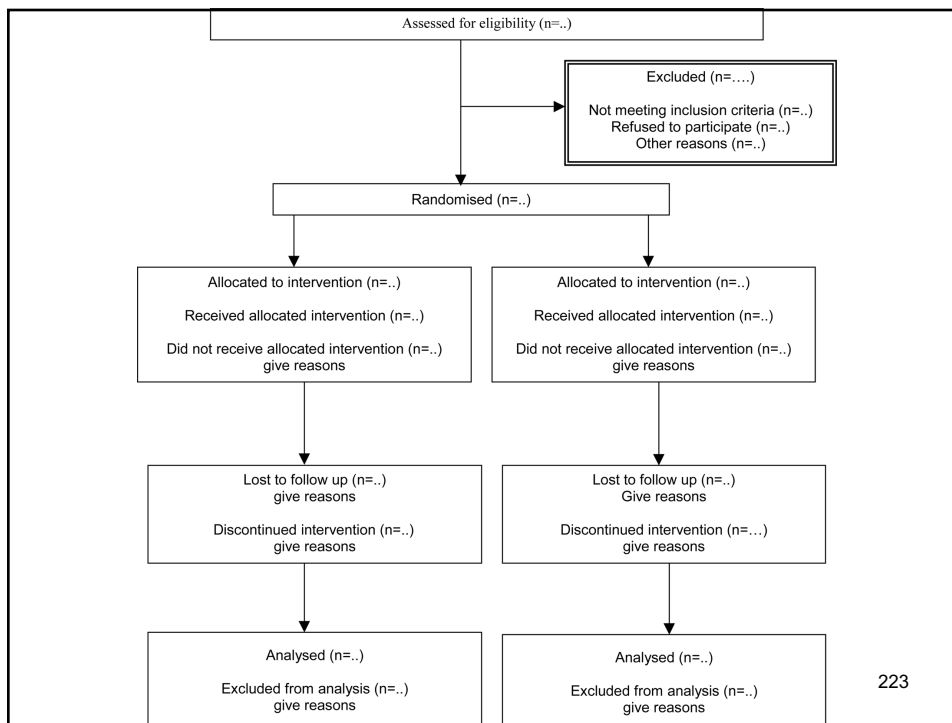 Assessed for eligibility (n=..)
Excluded (n=….)
Not meeting inclusion criteria (n=..)
Refused to participate (n=..)
Other reasons (n=..)
Randomised (n=..)
Allocated to intervention (n=..)
Received allocated intervention (n=..)
Did not receive allocated intervention (n=..)
give reasons
Allocated to intervention (n=..)
Received allocated intervention (n=..)
Did not receive allocated intervention (n=..)
give reasons
Lost to follow up (n=..)
give reasons
Discontinued intervention (n=..)
give reasons
Lost to follow up (n=..)
Give reasons
Discontinued intervention (n=…)
give reasons
Analysed (n=..)
Excluded from analysis (n=..)
give reasons
Analysed (n=..)
Excluded from analysis (n=..)
give reasons
223